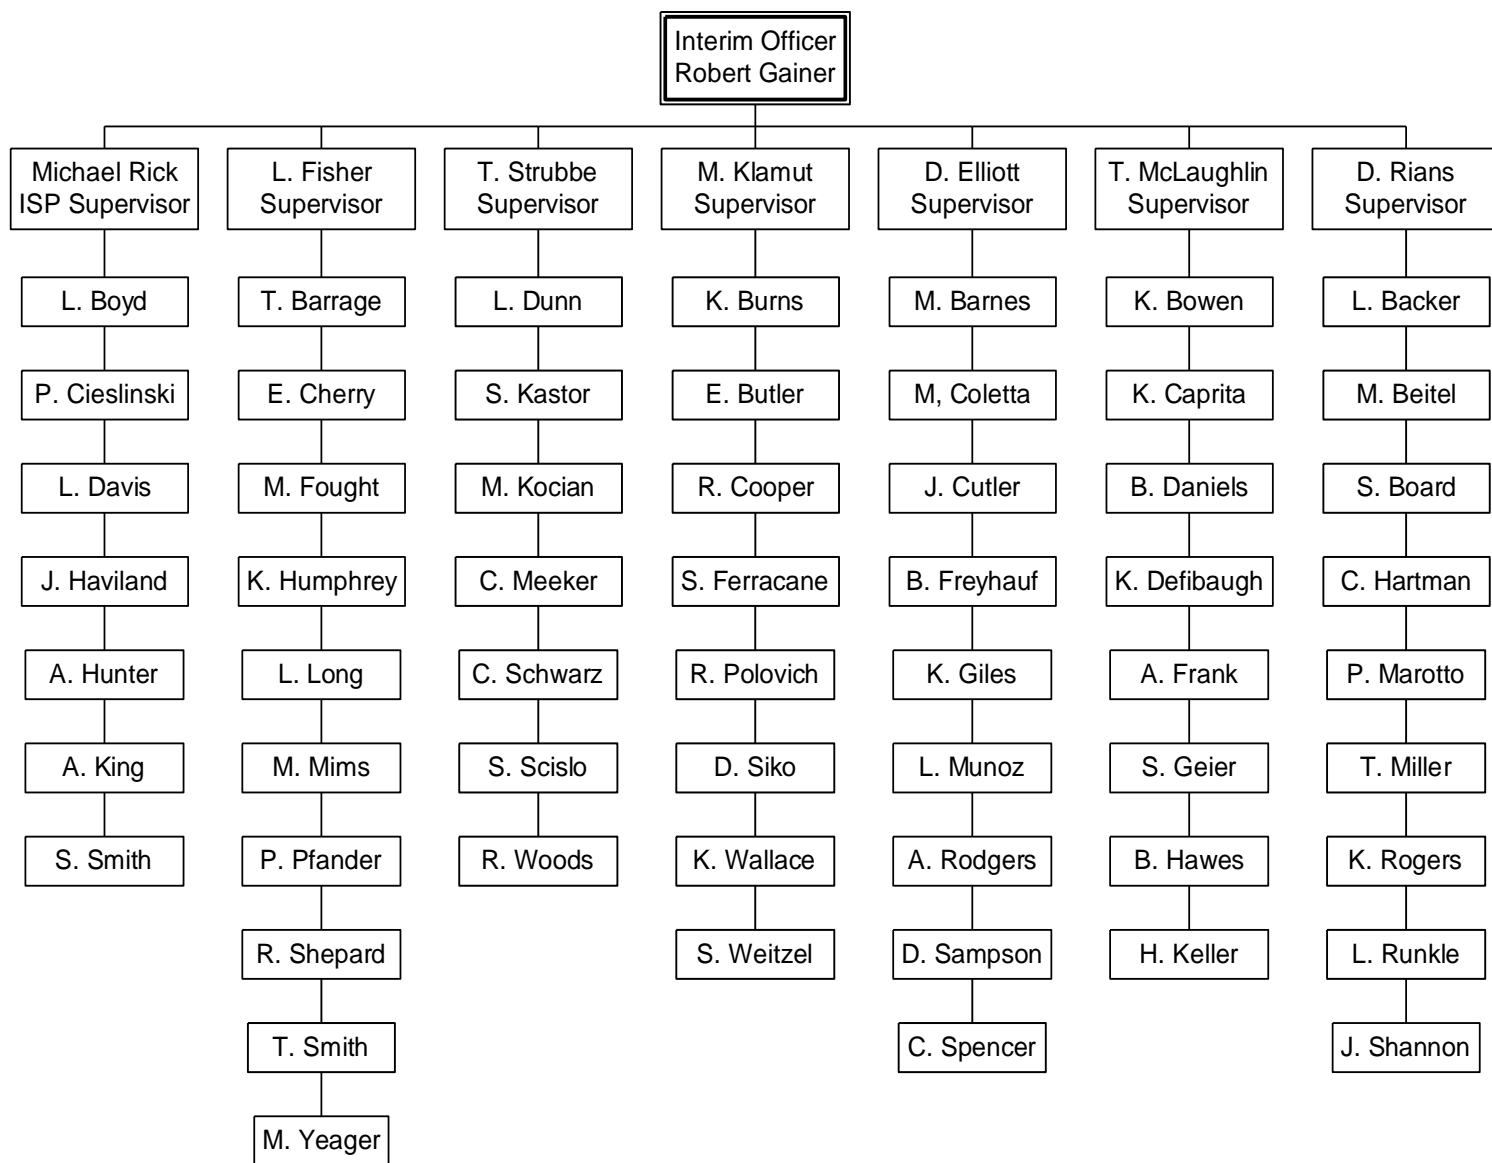 Interim Officer
Robert Gainer
Michael Rick
ISP Supervisor
L. Fisher
Supervisor
T. Strubbe
Supervisor
M. Klamut
Supervisor
D. Elliott
Supervisor
T. McLaughlin
Supervisor
D. Rians
Supervisor
L. Boyd
T. Barrage
L. Dunn
K. Burns
M. Barnes
K. Bowen
L. Backer
P. Cieslinski
E. Cherry
S. Kastor
E. Butler
M, Coletta
K. Caprita
M. Beitel
L. Davis
M. Fought
M. Kocian
R. Cooper
J. Cutler
B. Daniels
S. Board
J. Haviland
K. Humphrey
C. Meeker
S. Ferracane
B. Freyhauf
K. Defibaugh
C. Hartman
A. Hunter
L. Long
C. Schwarz
R. Polovich
K. Giles
A. Frank
P. Marotto
A. King
M. Mims
S. Scislo
D. Siko
L. Munoz
S. Geier
T. Miller
S. Smith
P. Pfander
R. Woods
K. Wallace
A. Rodgers
B. Hawes
K. Rogers
R. Shepard
S. Weitzel
D. Sampson
H. Keller
L. Runkle
T. Smith
C. Spencer
J. Shannon
M. Yeager